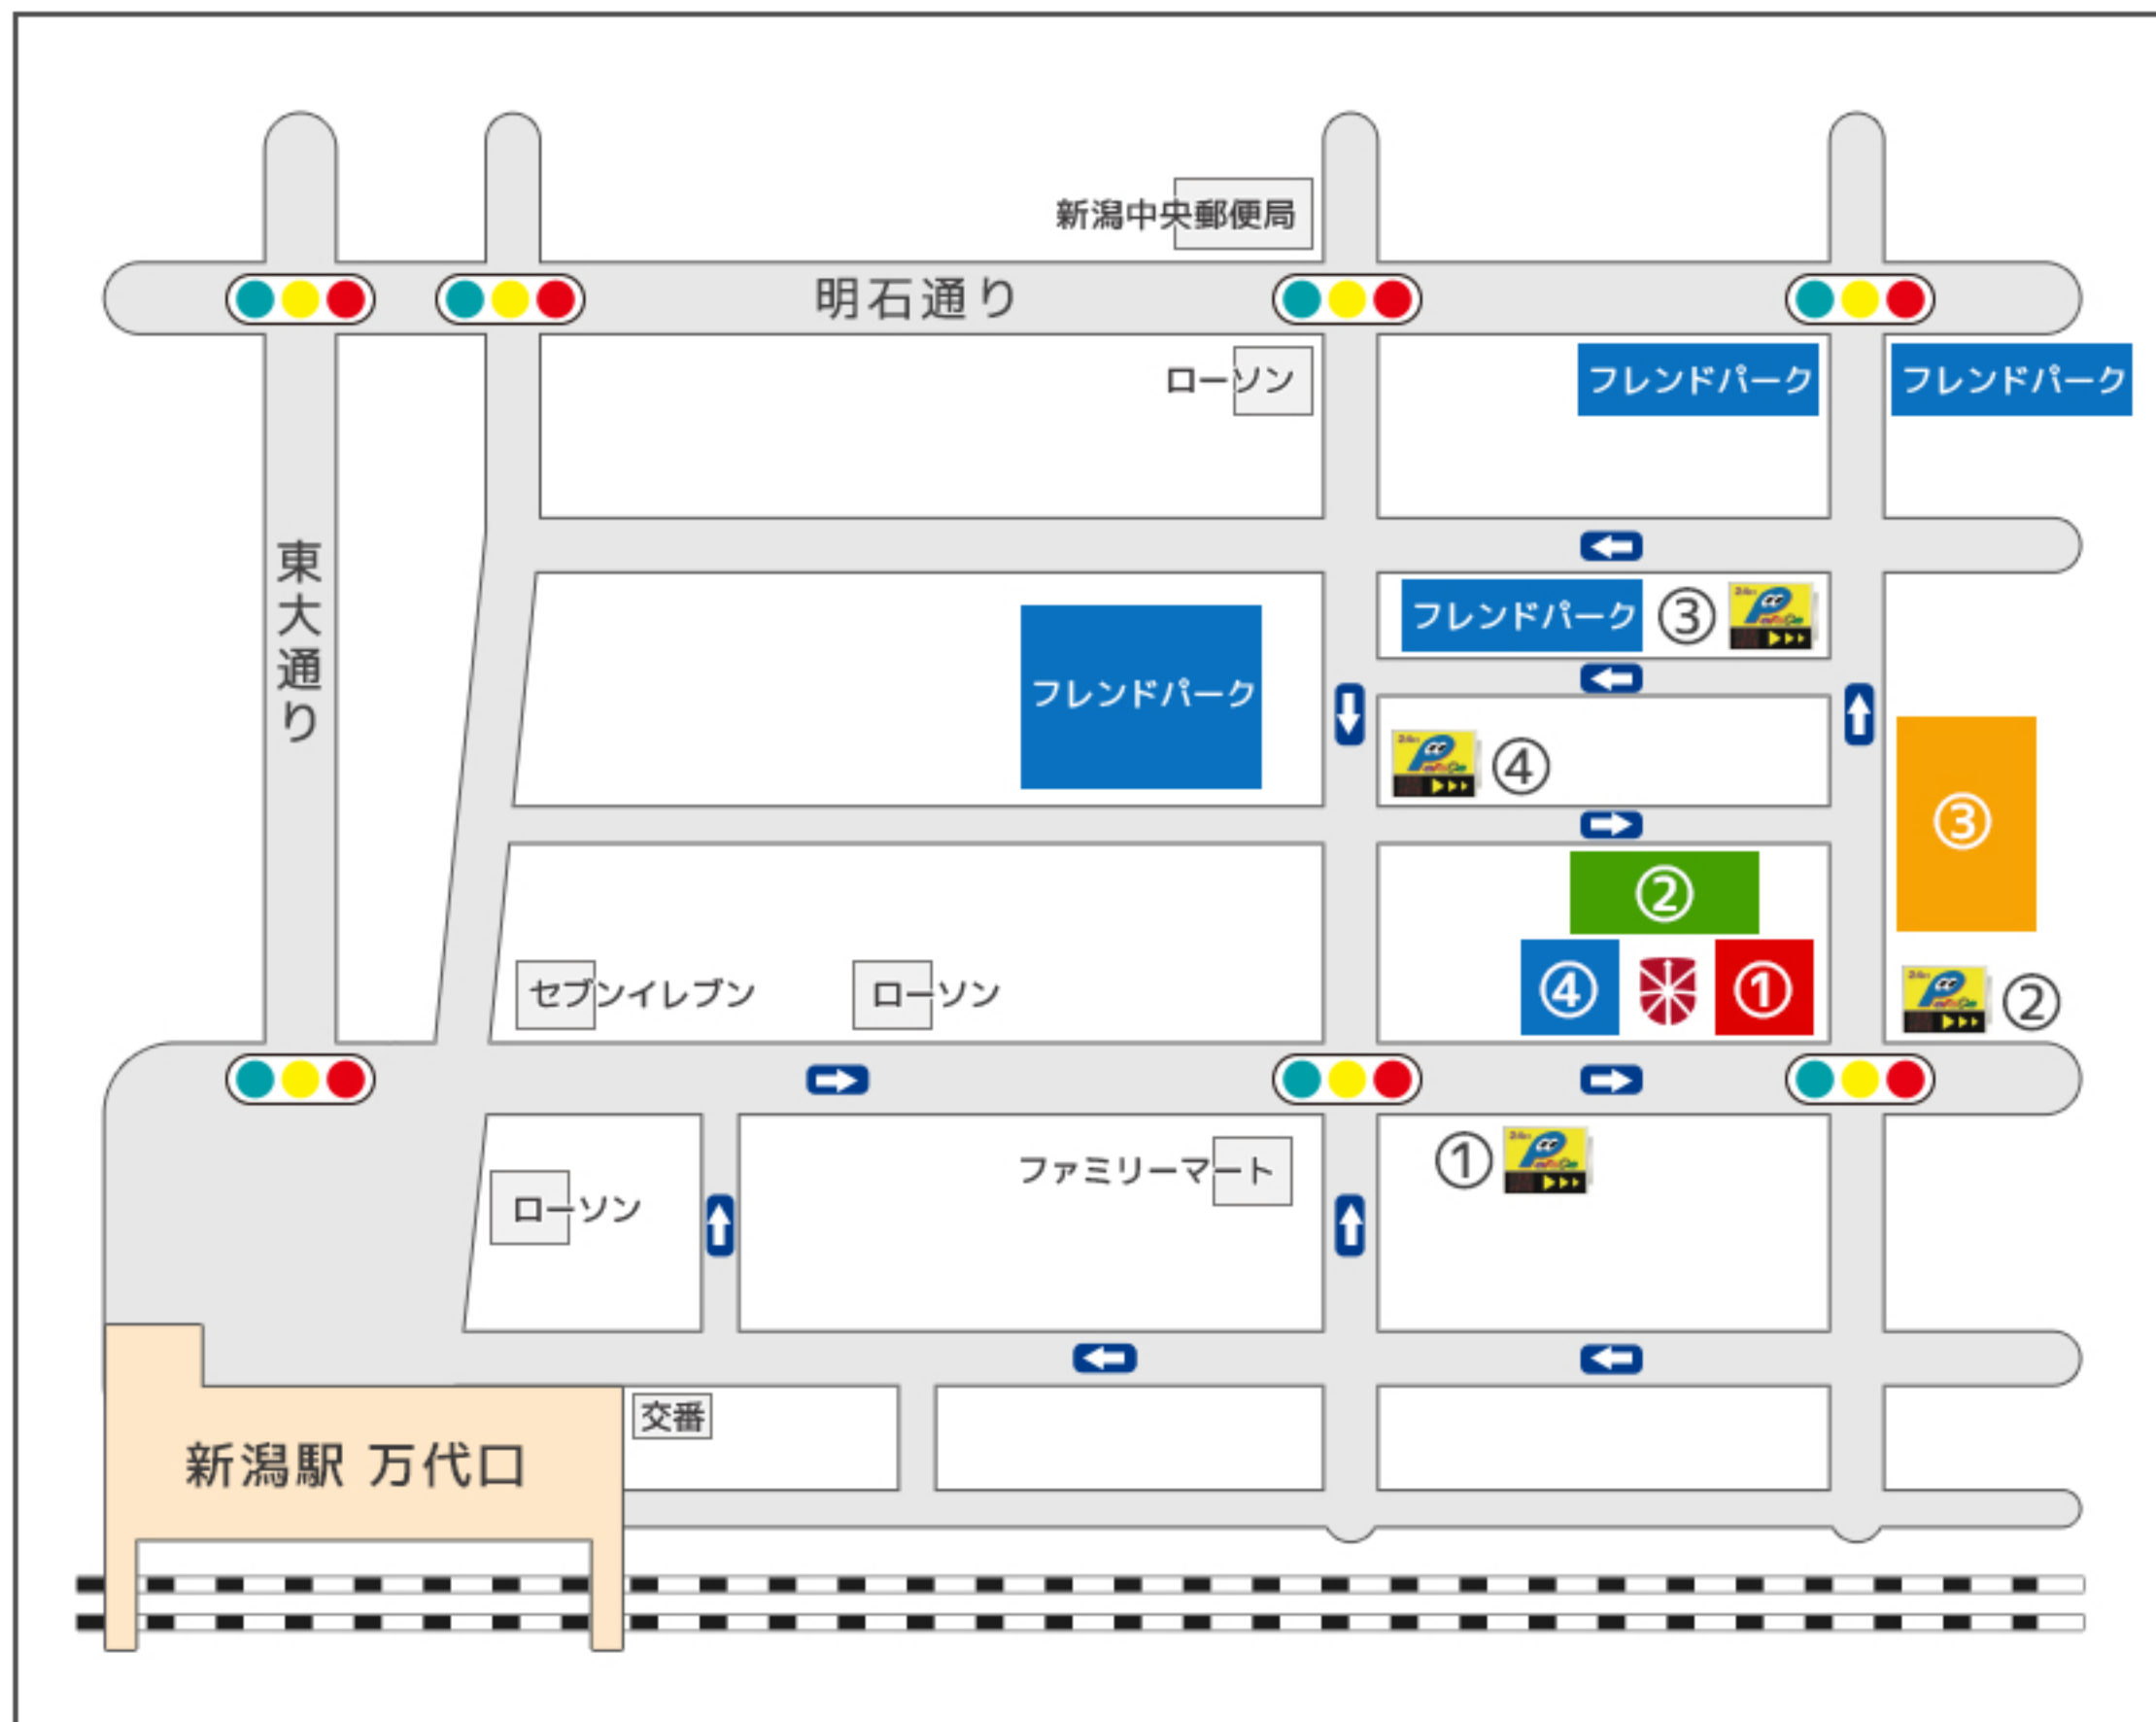 新潟中央郵便局
明石通り
ローソン
フレンドパーク
フレンドパーク
東大通り
フレンドパーク
③
フレンドパーク
④
③
②
セブンイレブン
ローソン
④
①
②
ローソン
ファミリーマート
①
交番
新潟駅 万代口